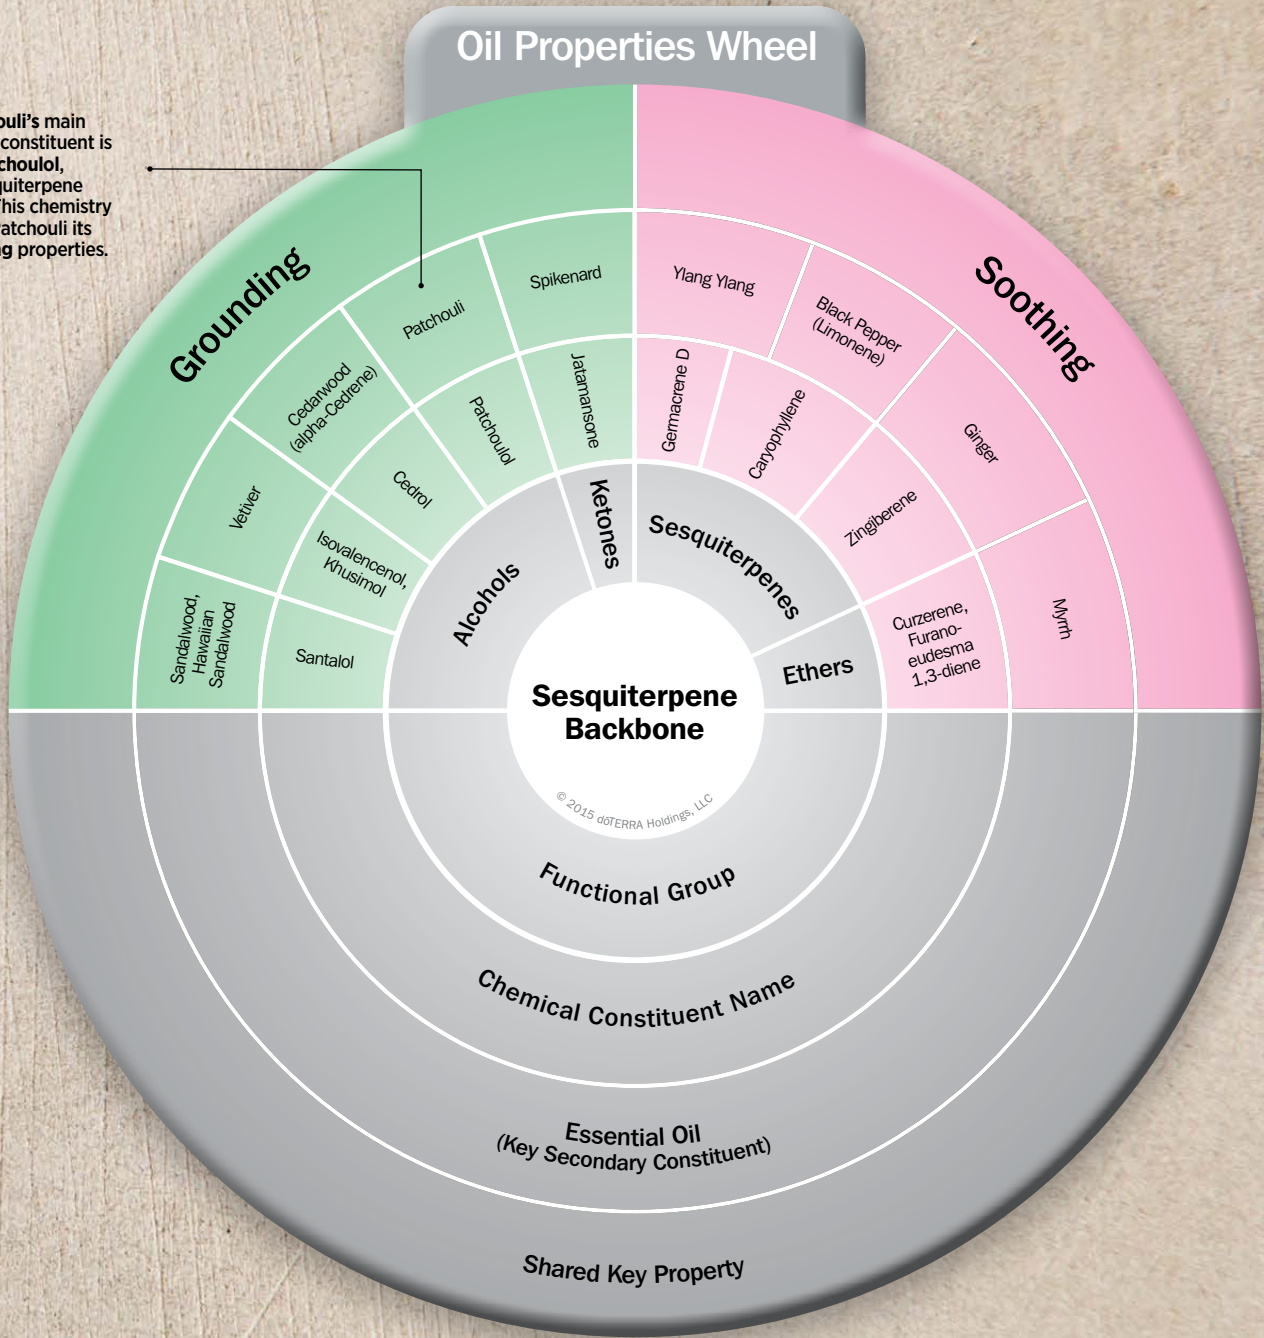 Oil Properties Wheel
ouli's main
constituent is
choulol,
quiterpene
This chemistry
atchouli its
g properties.
Grounding
Soothing
Sandalwood,
Hawaiian
Sandalwood
Vetiver
Cedarwood
(alpha-Cedrene)
Patchouli
Spikenard
Ylang Ylang
Black Pepper
(Limonene)
Ginger
Myrrh
Santalol
Isovalencenol,
Khusimol
Cedrol
Patchoulol
Jatamansone
Germacrene D
Caryophyllene
Zingiberene
Curzerene,
Furano-
eudesma
1,3-diene
Alcohols
Ketones
Sesquiterpenes
Ethers
Sesquiterpene
Backbone
© 2015 dōTERRA Holdings, LLC
Functional Group
Chemical Constituent Name
Essential Oil
(Key Secondary Constituent)
Shared Key Property